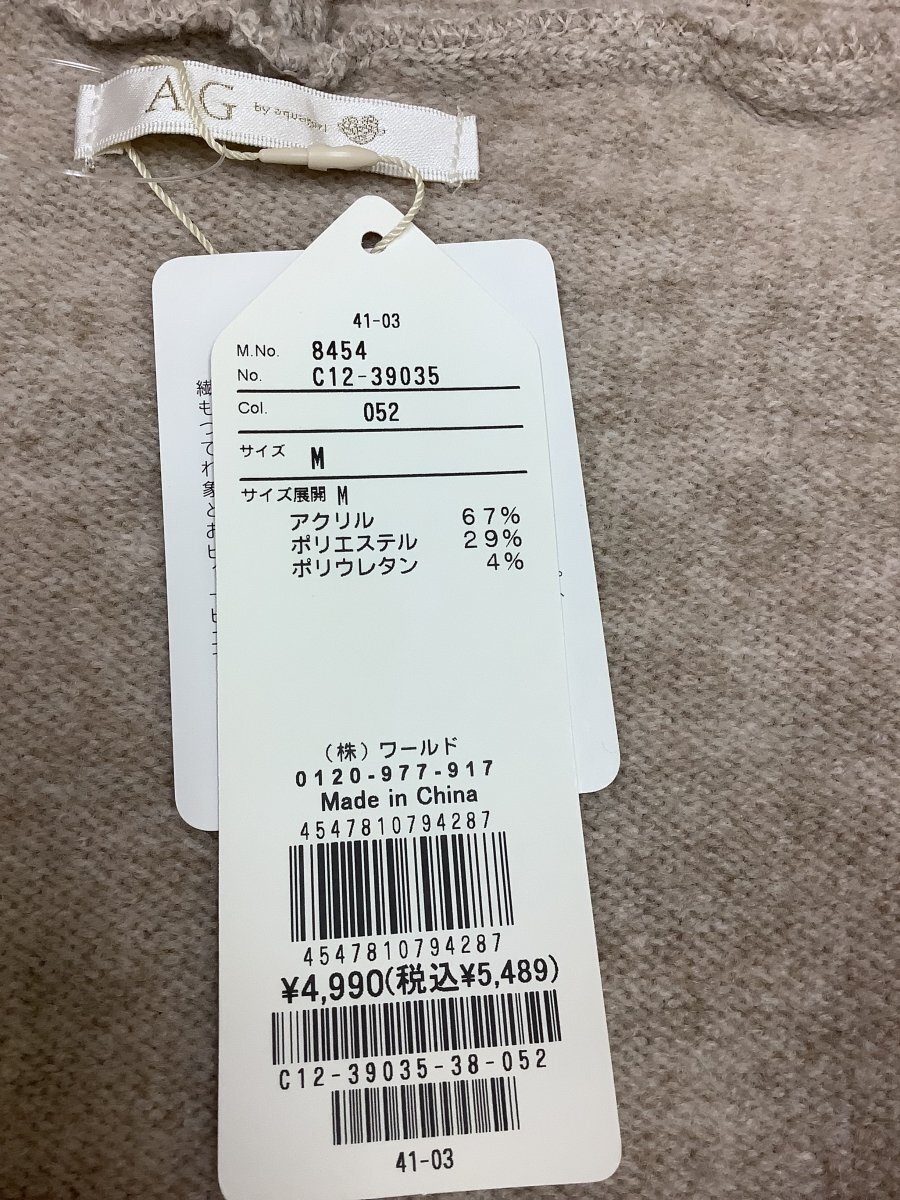 AG by aquagirl
41-03
M.No. 8454
No. C12-39035
Col. 052
サイズ M
サイズ展開 M
アクリル 67%
ポリエステル 29%
ポリウレタン 4%
(株)ワールド
0120-977-917
Made in China
4547810794287
4547810794287
¥4,990(税込¥5,489)
C12-39035-38-052
41-03